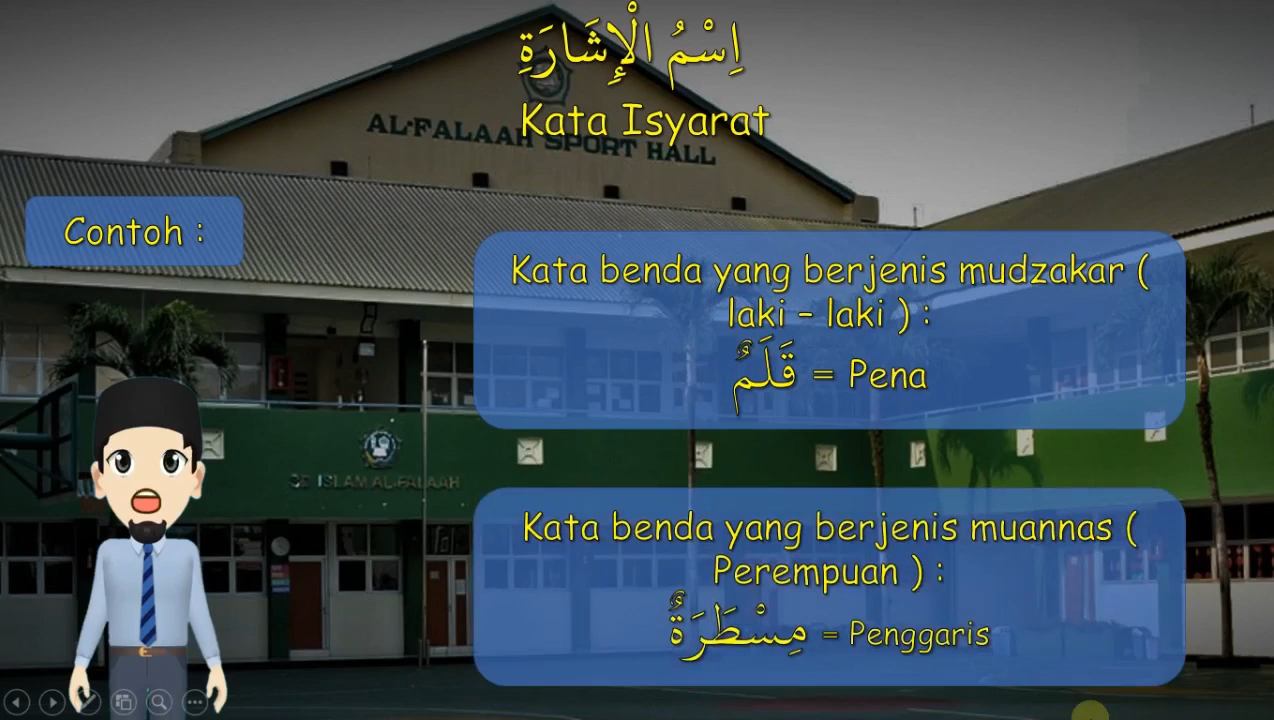 اِسْمُ الْإِشَارَةِ
Kata Isyarat
AL-FALAAH SPORT HALL
Contoh :
Kata benda yang berjenis mudzakar (
laki – laki ) :
قَلَمٌ = Pena
SD ISLAM AL-FALAAH
Kata benda yang berjenis muannas (
Perempuan ) :
مِسْطَرَةٌ = Penggaris